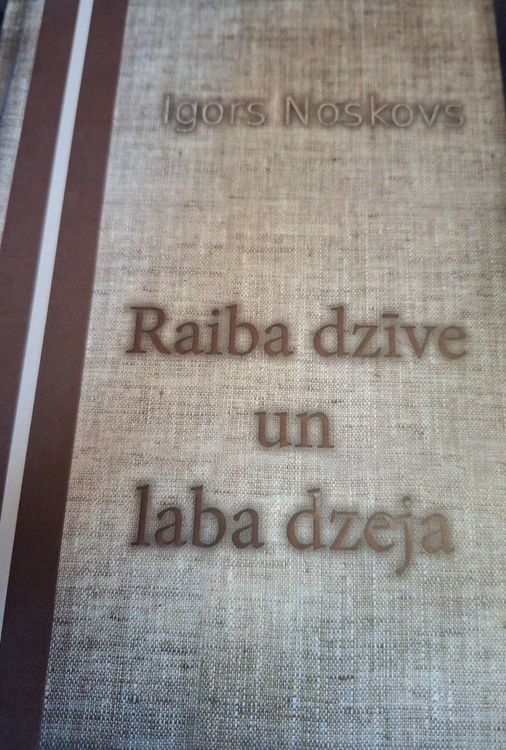 Igors Noskovs
Raiba dzīve
un
laba dzeja